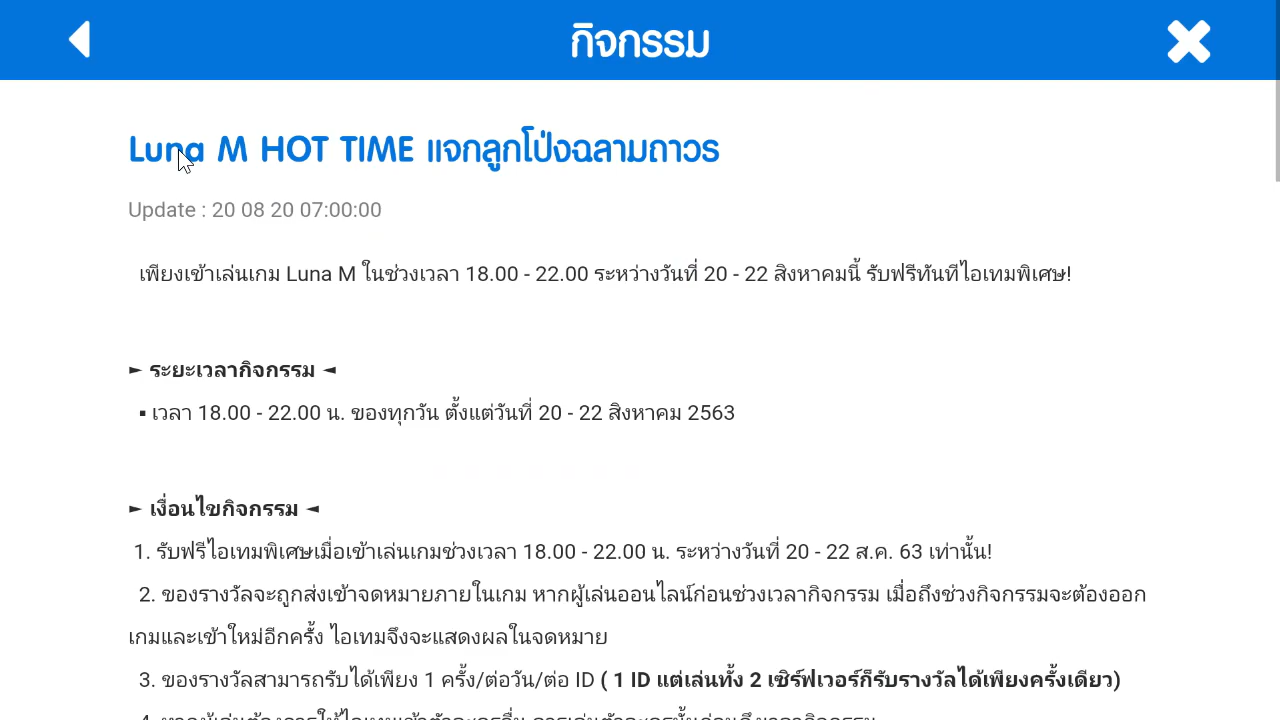 กิจกรรม
Luna M HOT TIME แจกลูกโป่งฉลามถาวร
Update : 20 08 20 07:00:00
เพียงเข้าเล่นเกม Luna M ในช่วงเวลา 18.00 - 22.00 ระหว่างวันที่ 20 - 22 สิงหาคมนี้ รับฟรีทันทีไอเทมพิเศษ!
► ระยะเวลากิจกรรม ◄
▪ เวลา 18.00 - 22.00 น. ของทุกวัน ตั้งแต่วันที่ 20 - 22 สิงหาคม 2563
► เงื่อนไขกิจกรรม ◄
1. รับฟรีไอเทมพิเศษเมื่อเข้าเล่นเกมช่วงเวลา 18.00 - 22.00 น. ระหว่างวันที่ 20 - 22 ส.ค. 63 เท่านั้น!
2. ของรางวัลจะถูกส่งเข้าจดหมายภายในเกม หากผู้เล่นออนไลน์ก่อนช่วงเวลากิจกรรม เมื่อถึงช่วงกิจกรรมจะต้องออก
เกมและเข้าใหม่อีกครั้ง ไอเทมจึงจะแสดงผลในจดหมาย
3. ของรางวัลสามารถรับได้เพียง 1 ครั้ง/ต่อวัน/ต่อ ID ( 1 ID แต่เล่นทั้ง 2 เซิร์ฟเวอร์ก็รับรางวัลได้เพียงครั้งเดียว)